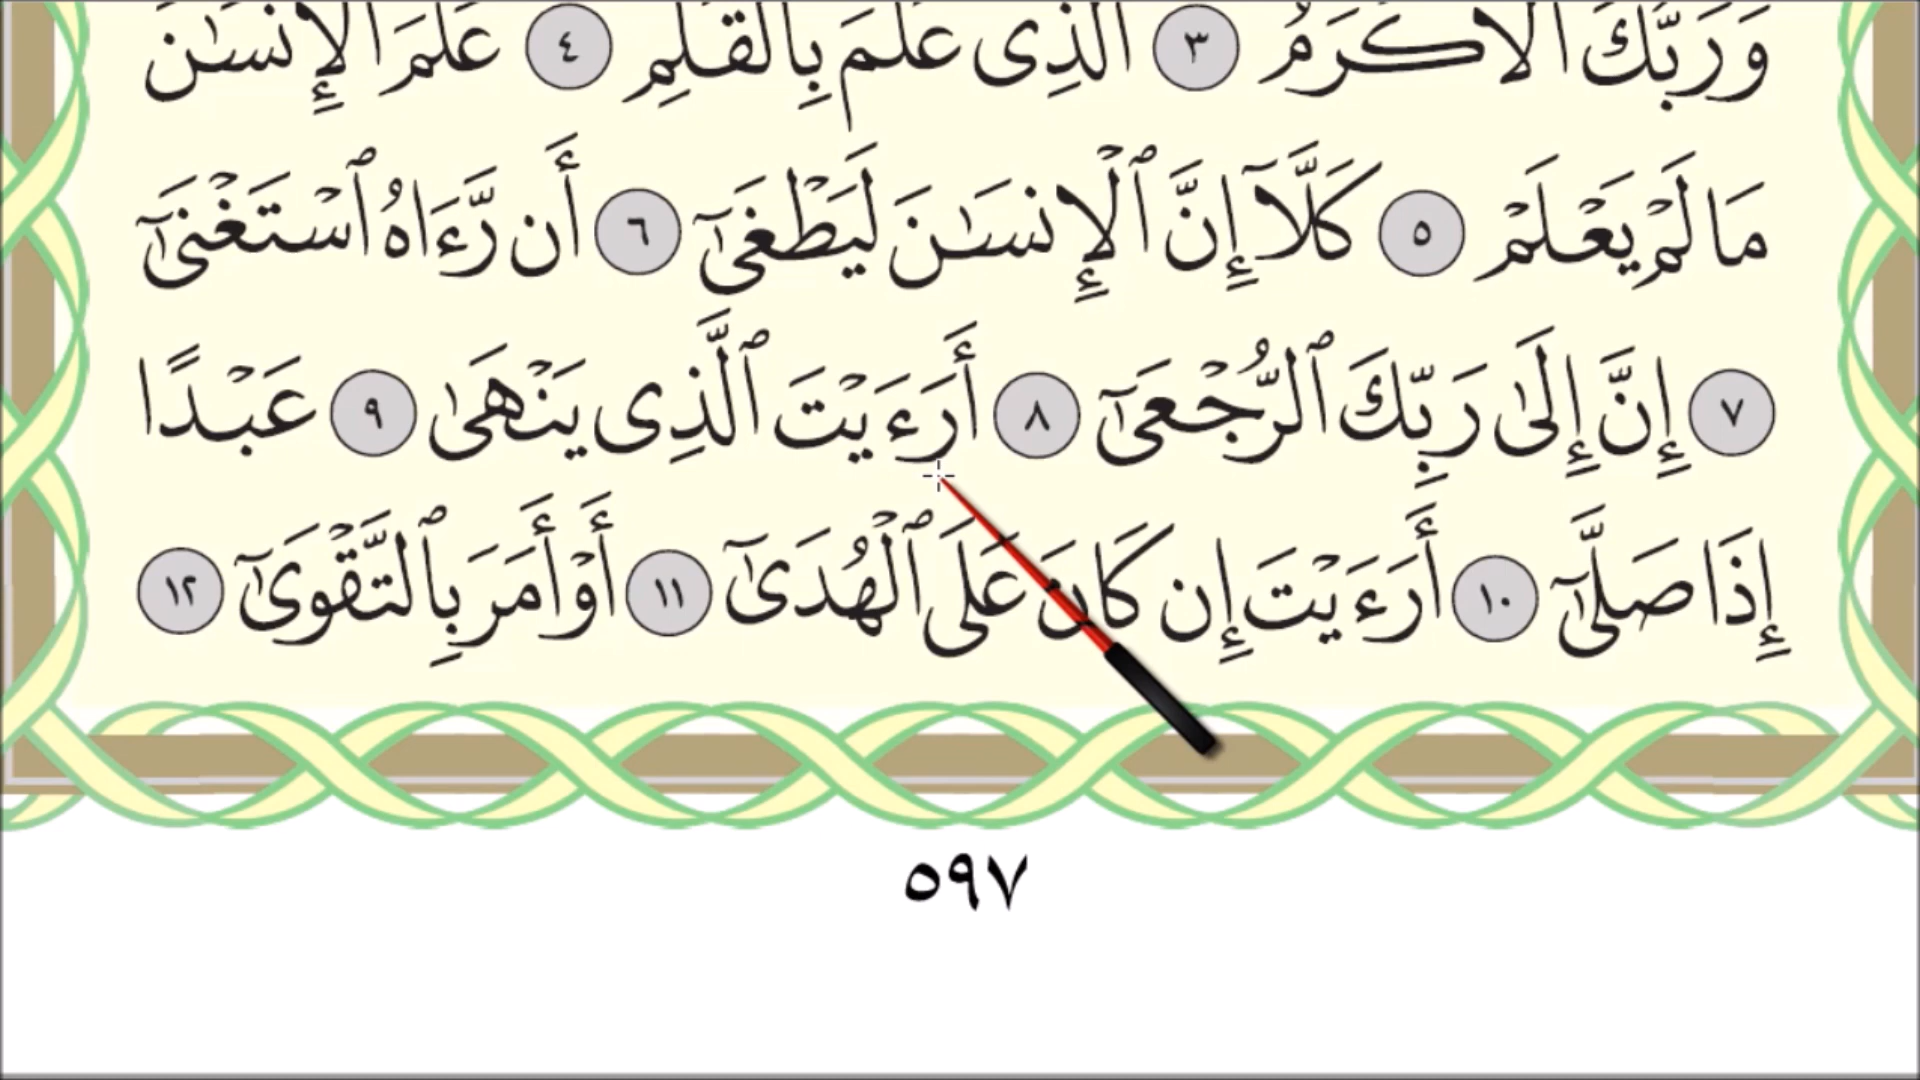 وَرَبُّكَ ٱلْأَكْرَمُ ٣ ٱلَّذِى عَلَّمَ بِٱلْقَلَمِ ٤ عَلَّمَ ٱلْإِنسَـٰنَ
مَا لَمْ يَعْلَمْ ٥ كَلَّآ إِنَّ ٱلْإِنسَـٰنَ لَيَطْغَىٰٓ ٦ أَن رَّءَاهُ ٱسْتَغْنَىٰٓ
٧ إِنَّ إِلَىٰ رَبِّكَ ٱلرُّجْعَىٰٓ ٨ أَرَءَيْتَ ٱلَّذِى يَنْهَىٰ ٩ عَبْدًا
إِذَا صَلَّىٰٓ ١٠ أَرَءَيْتَ إِن كَانَ عَلَى ٱلْهُدَىٰٓ ١١ أَوْ أَمَرَ بِٱلتَّقْوَىٰٓ ١٢
٥٩٧